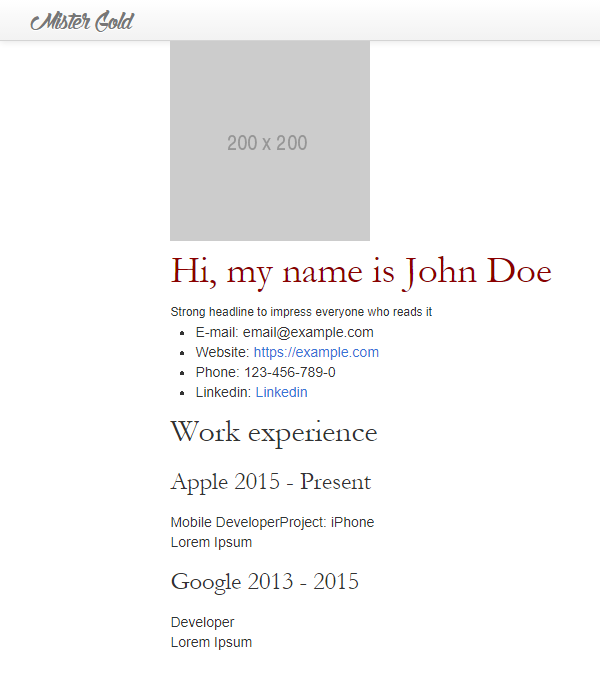 Mister Gold
200 x 200
Hi, my name is John Doe
Strong headline to impress everyone who reads it
E-mail: email@example.com
Website: https://example.com
Phone: 123-456-789-0
Linkedin: Linkedin
Work experience
Apple 2015 - Present
Mobile DeveloperProject: iPhone
Lorem Ipsum
Google 2013 - 2015
Developer
Lorem Ipsum